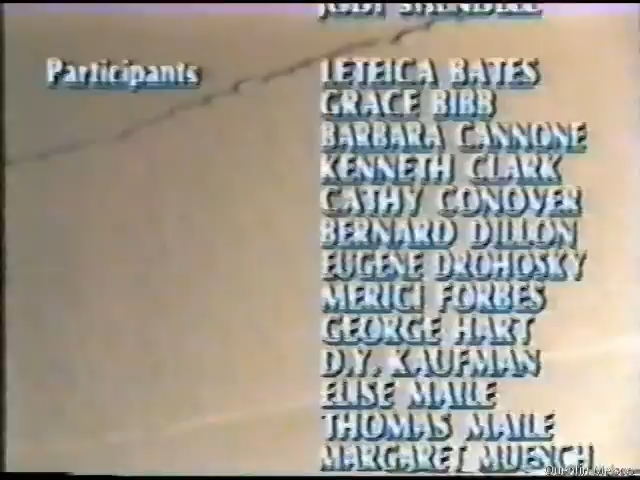 Participants
LETEICA BATES
GRACE BIBB
BARBARA CANNONE
KENNETH CLARK
CATHY CONOVER
BERNARD DILLON
EUGENE DROHOSKY
MERICI FORBES
GEORGE HART
D.Y. KAUFMAN
ELISE MAILE
THOMAS MAILE
MARGARET MUENCH